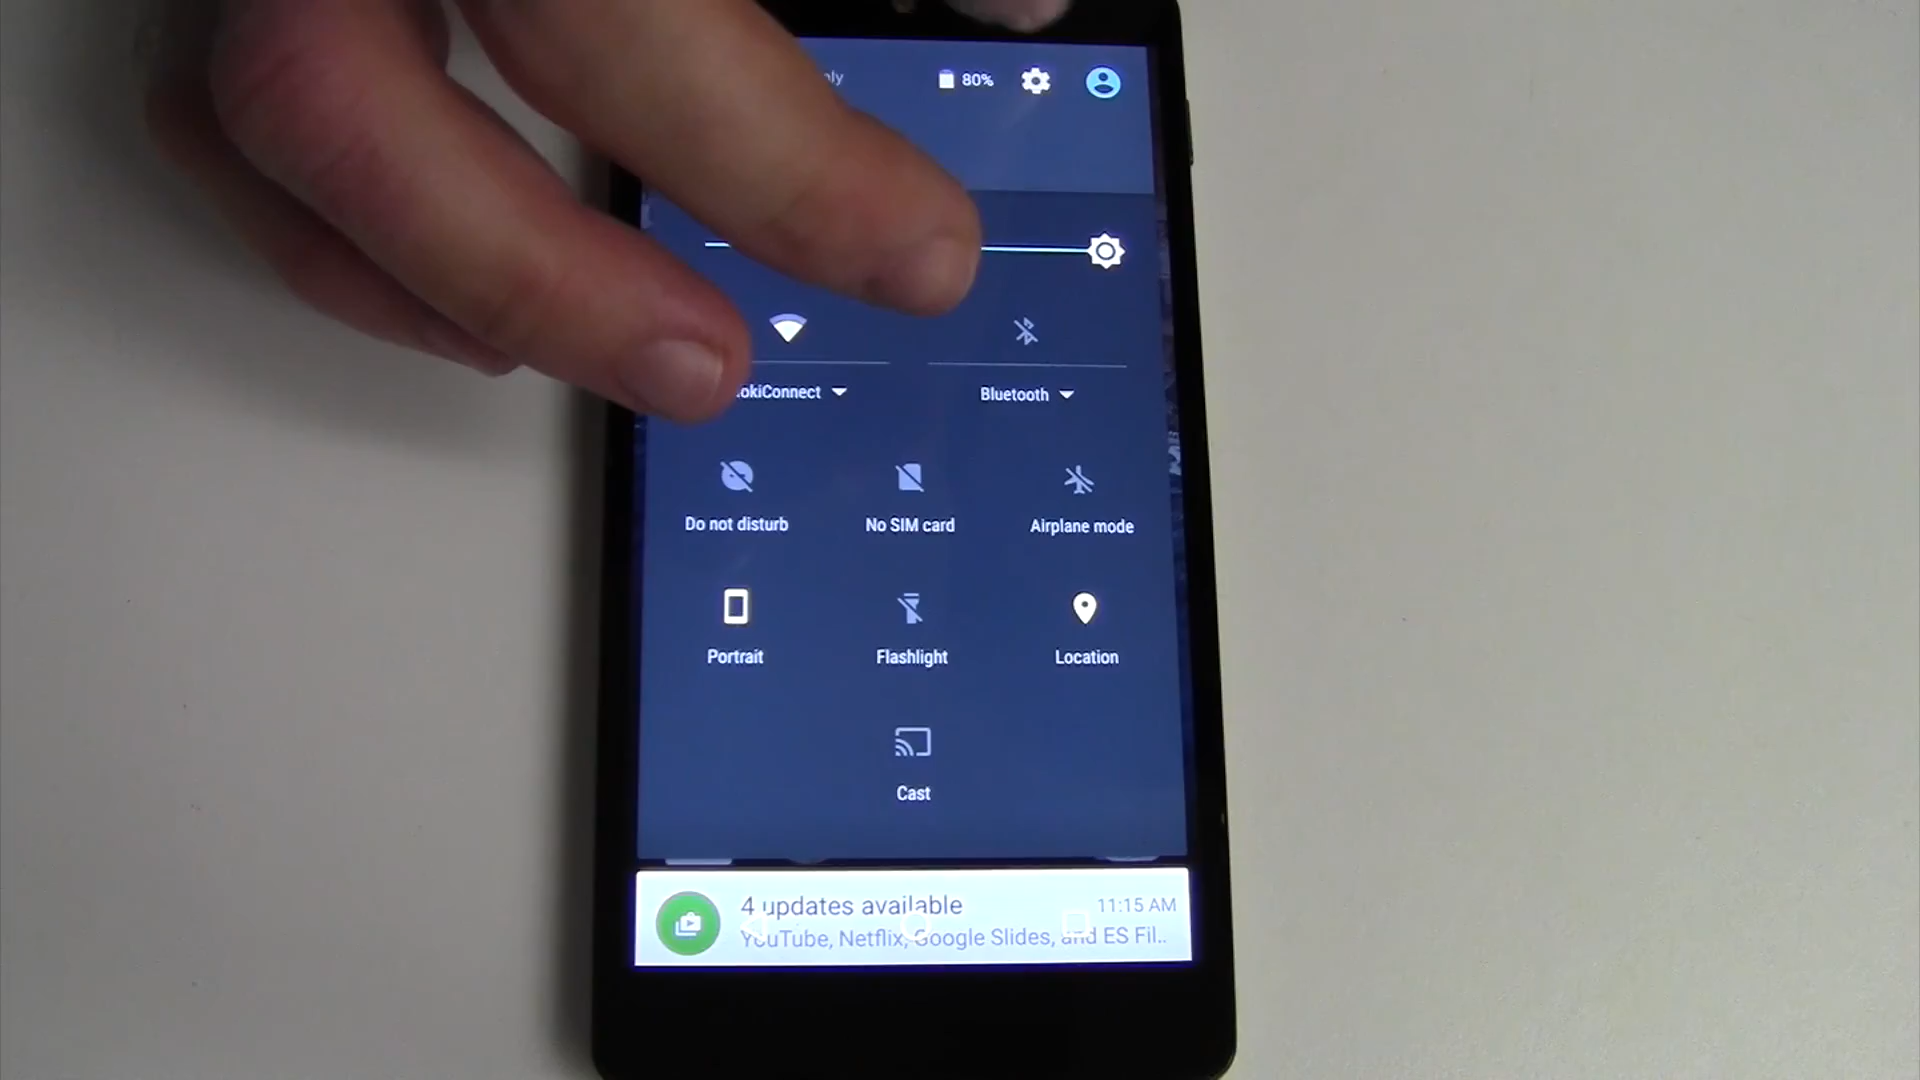 80%
Bluetooth
Do not disturb
No SIM card
Airplane mode
Portrait
Flashlight
Location
Cast
4 updates available
11:15 AM
YouTube, Netflix, Google Slides, and ES Fil..